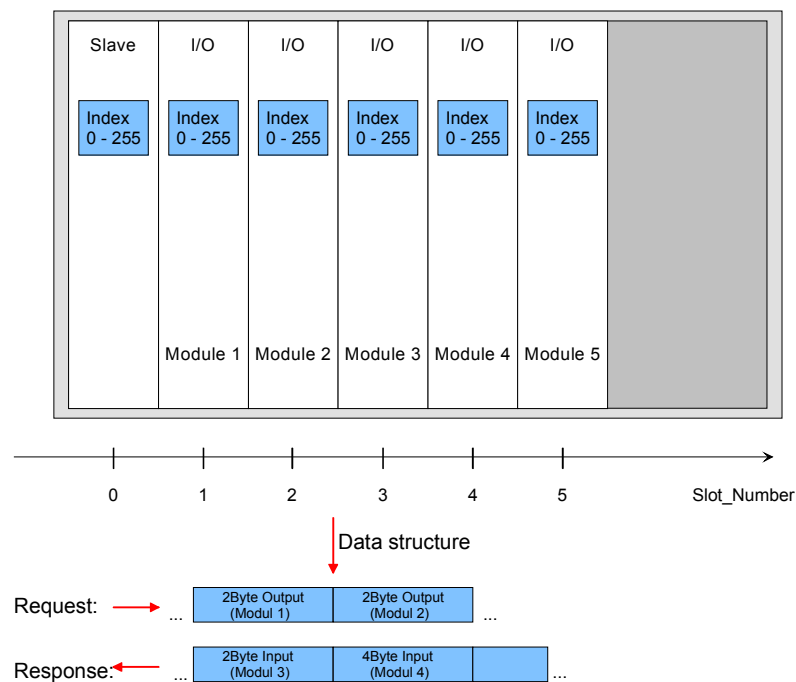 Slave I/O I/O I/O I/O I/O
Index Index Index Index Index Index
0 - 255 0 - 255 0 - 255 0 - 255 0 - 255 0 - 255
Module 1 Module 2 Module 3 Module 4 Module 5
0 1 2 3 4 5 Slot_Number
Data structure
Request: ... 2Byte Output 2Byte Output ...
(Modul 1) (Modul 2)
Response: ... 2Byte Input 4Byte Input ...
(Modul 3) (Modul 4)